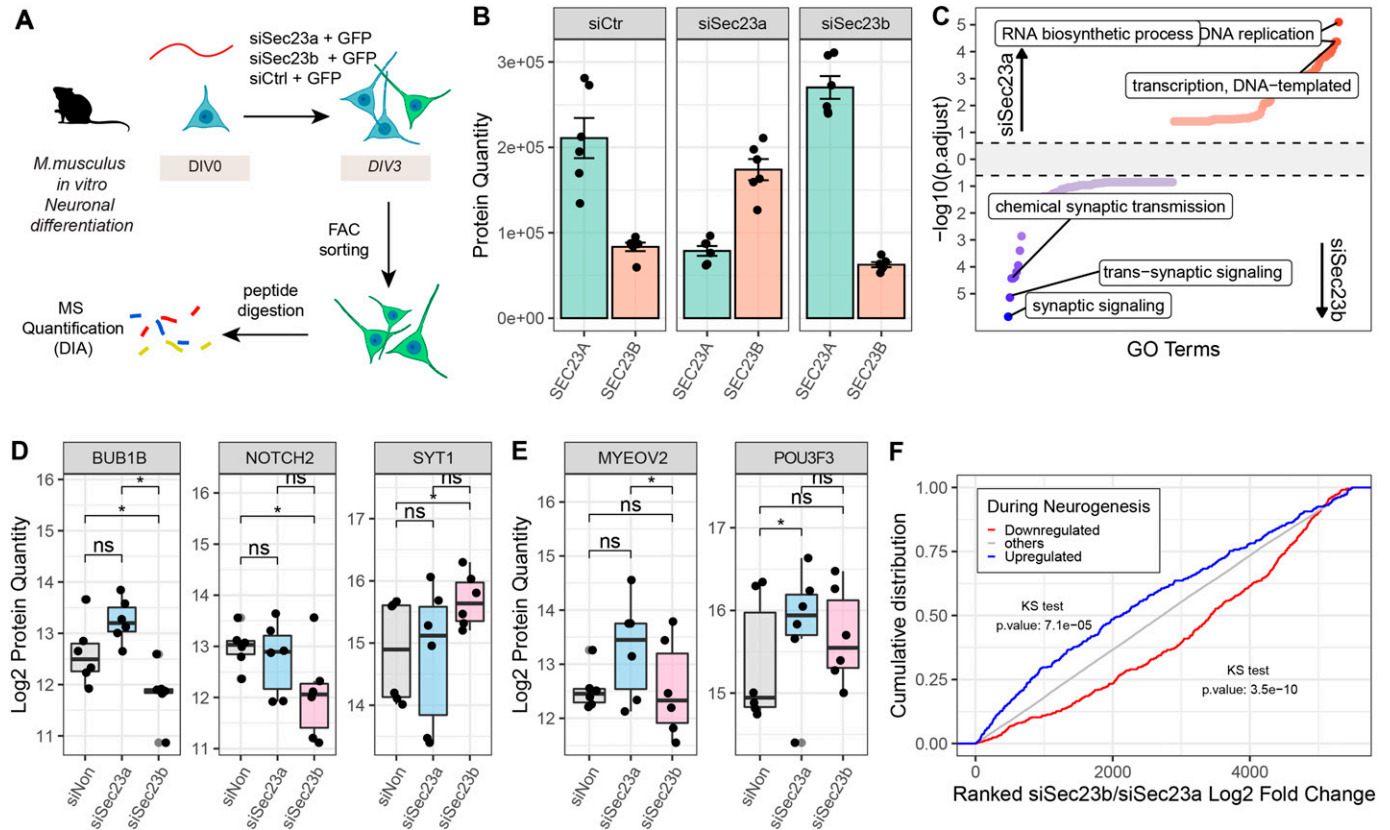 A
siSec23a + GFP
siSec23b + GFP
siCtrl + GFP
DIV0
DIV3
M.musculus
in vitro
Neuronal
differentiation
FAC
sorting
peptide
digestion
MS
Quantification
(DIA)
B
siCtr
siSec23a
siSec23b
Protein Quantity
3e+05
2e+05
1e+05
0e+00
SEC23A
SEC23B
SEC23A
SEC23B
SEC23A
SEC23B
C
−log10(p.adjust)
5
4
3
2
1
0
1
3
4
5
siSec23a
RNA biosynthetic process
DNA replication
transcription, DNA−templated
chemical synaptic transmission
trans−synaptic signaling
synaptic signaling
siSec23b
GO Terms
D
BUB1B
NOTCH2
SYT1
Log2 Protein Quantity
16
15
14
13
12
11
*
*
ns
siNon
siSec23a
siSec23b
16
15
14
13
12
11
ns
*
ns
siNon
siSec23a
siSec23b
17
16
15
14
ns
*
ns
siNon
siSec23a
siSec23b
E
MYEOV2
POU3F3
Log2 Protein Quantity
16
15
14
13
12
*
ns
ns
siNon
siSec23a
siSec23b
17
16
15
ns
ns
*
siNon
siSec23a
siSec23b
F
Cumulative distribution
1.00
0.75
0.50
0.25
0.00
During Neurogenesis
Downregulated
others
Upregulated
KS test
p.value: 7.1e−05
KS test
p.value: 3.5e−10
0
2000
4000
Ranked siSec23b/siSec23a Log2 Fold Change